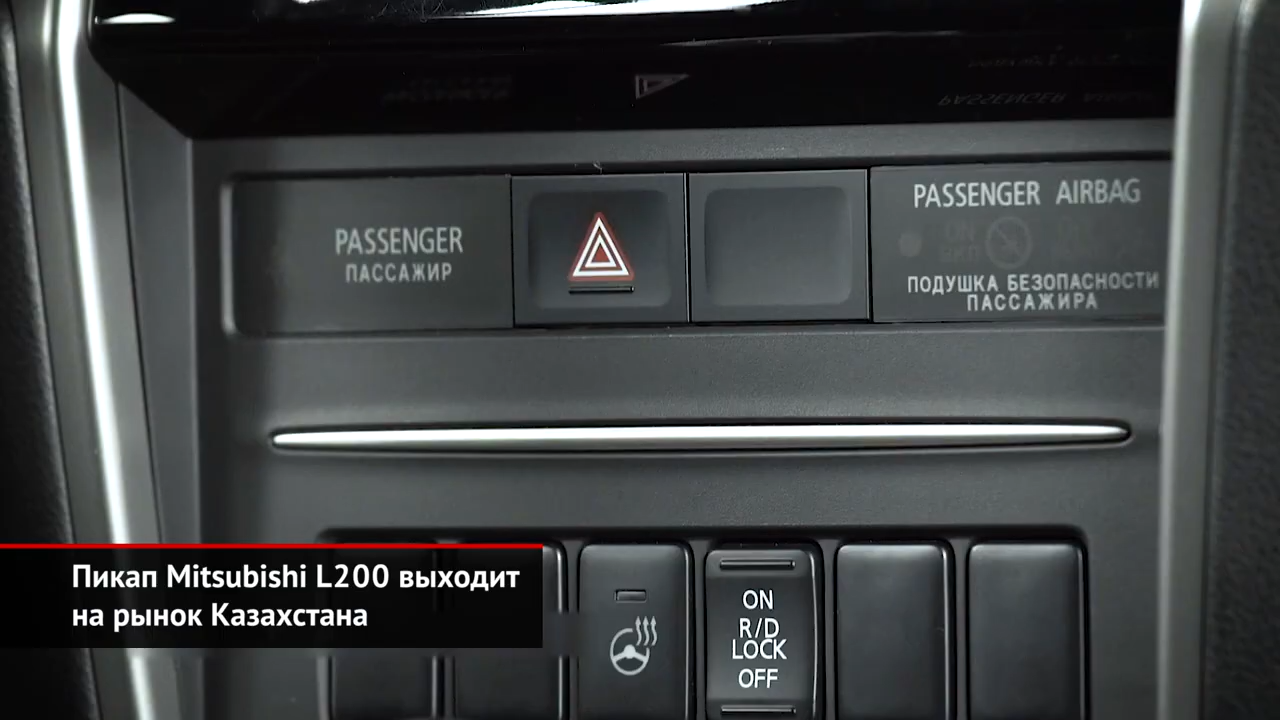 PASSENGER
ПАССАЖИР
PASSENGER AIRBAG
ПОДУШКА БЕЗОПАСНОСТИ
ПАССАЖИРА
Пикап Mitsubishi L200 выходит
на рынок Казахстана
ON
R/D
LOCK
OFF